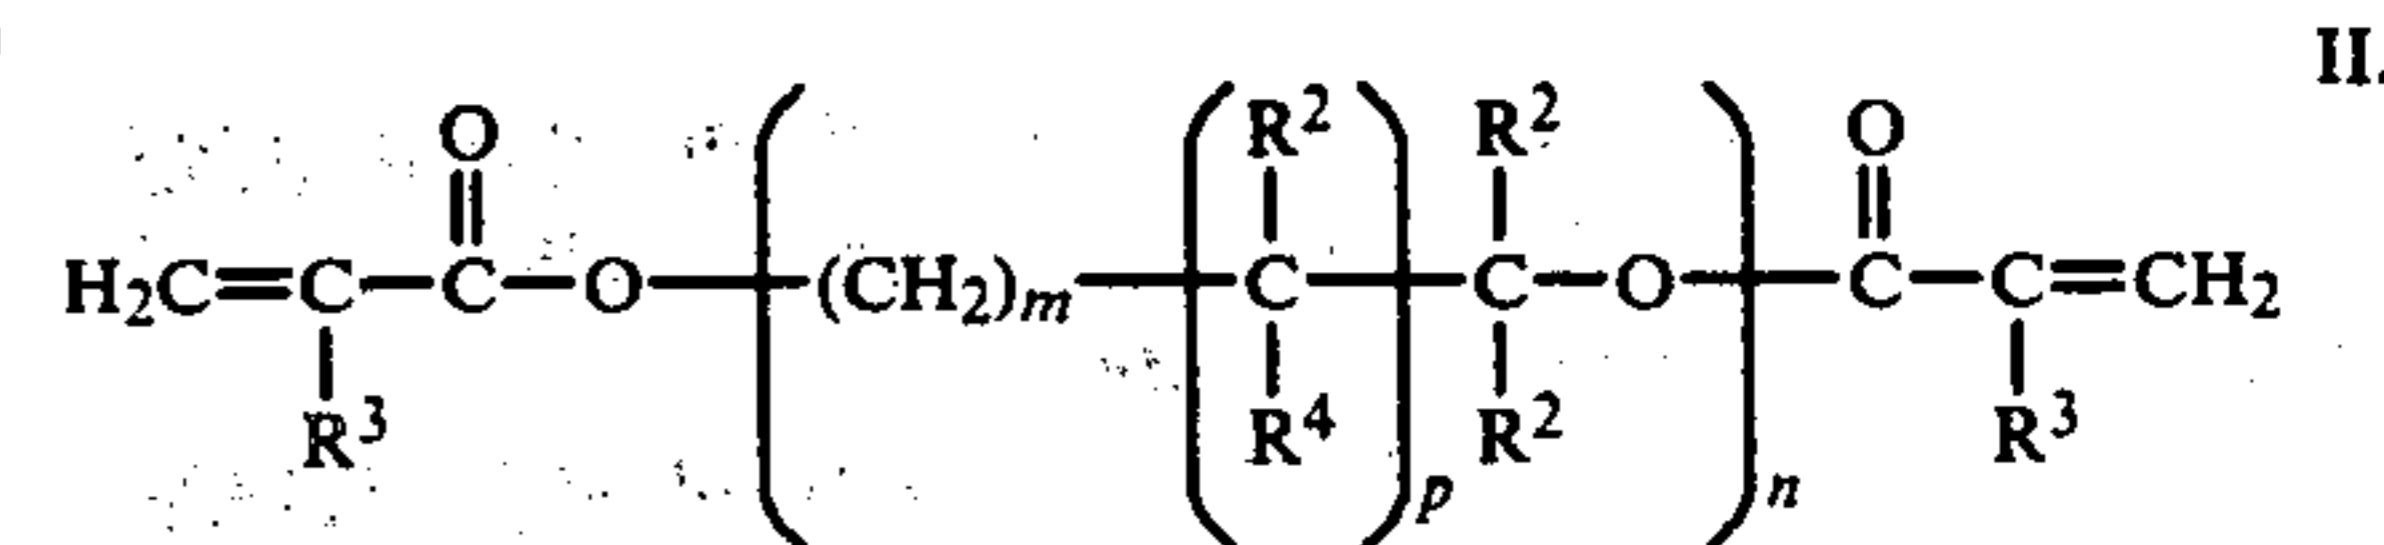 II.
O R² R² O
H₂C=C—C—O—(—(CH₂)m—(—C—)p—C—O—)n—C—C=CH₂
R³ R⁴ R² R³